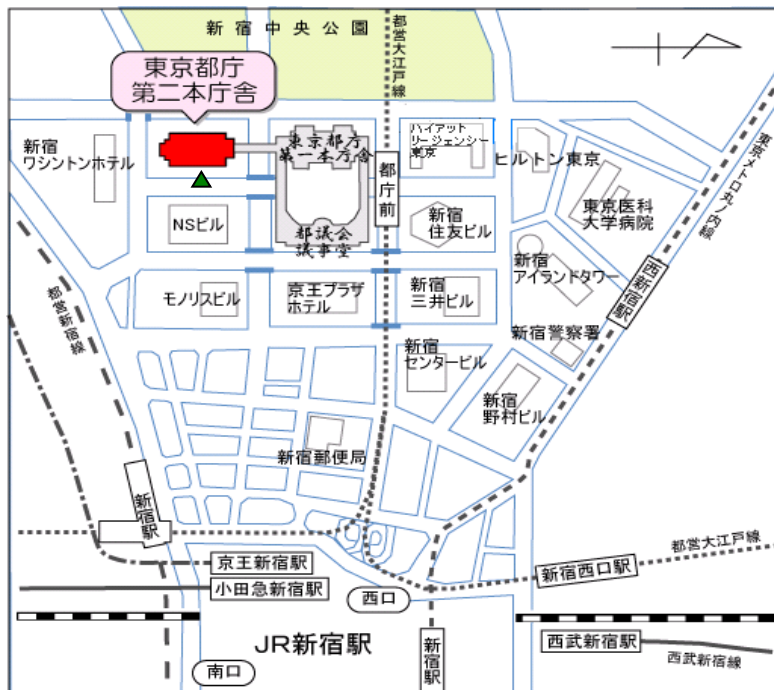 新宿中央公園
都営大江戸線
東京都庁
第二本庁舎
新宿
ワシントンホテル
東京都庁
第一本庁舎
ハイアット
リージェンシー
東京
ヒルトン東京
東京メトロ丸ノ内線
都庁前
東京医科
大学病院
NSビル
都議会
議事堂
新宿
住友ビル
新宿
アイランドタワー
西新宿駅
都営新宿線
モノリスビル
京王プラザ
ホテル
新宿
三井ビル
新宿警察署
新宿
センタービル
新宿
野村ビル
新宿郵便局
新宿駅
京王新宿駅
小田急新宿駅
西口
新宿西口駅
都営大江戸線
JR新宿駅
新宿駅
西武新宿駅
西武新宿線
南口